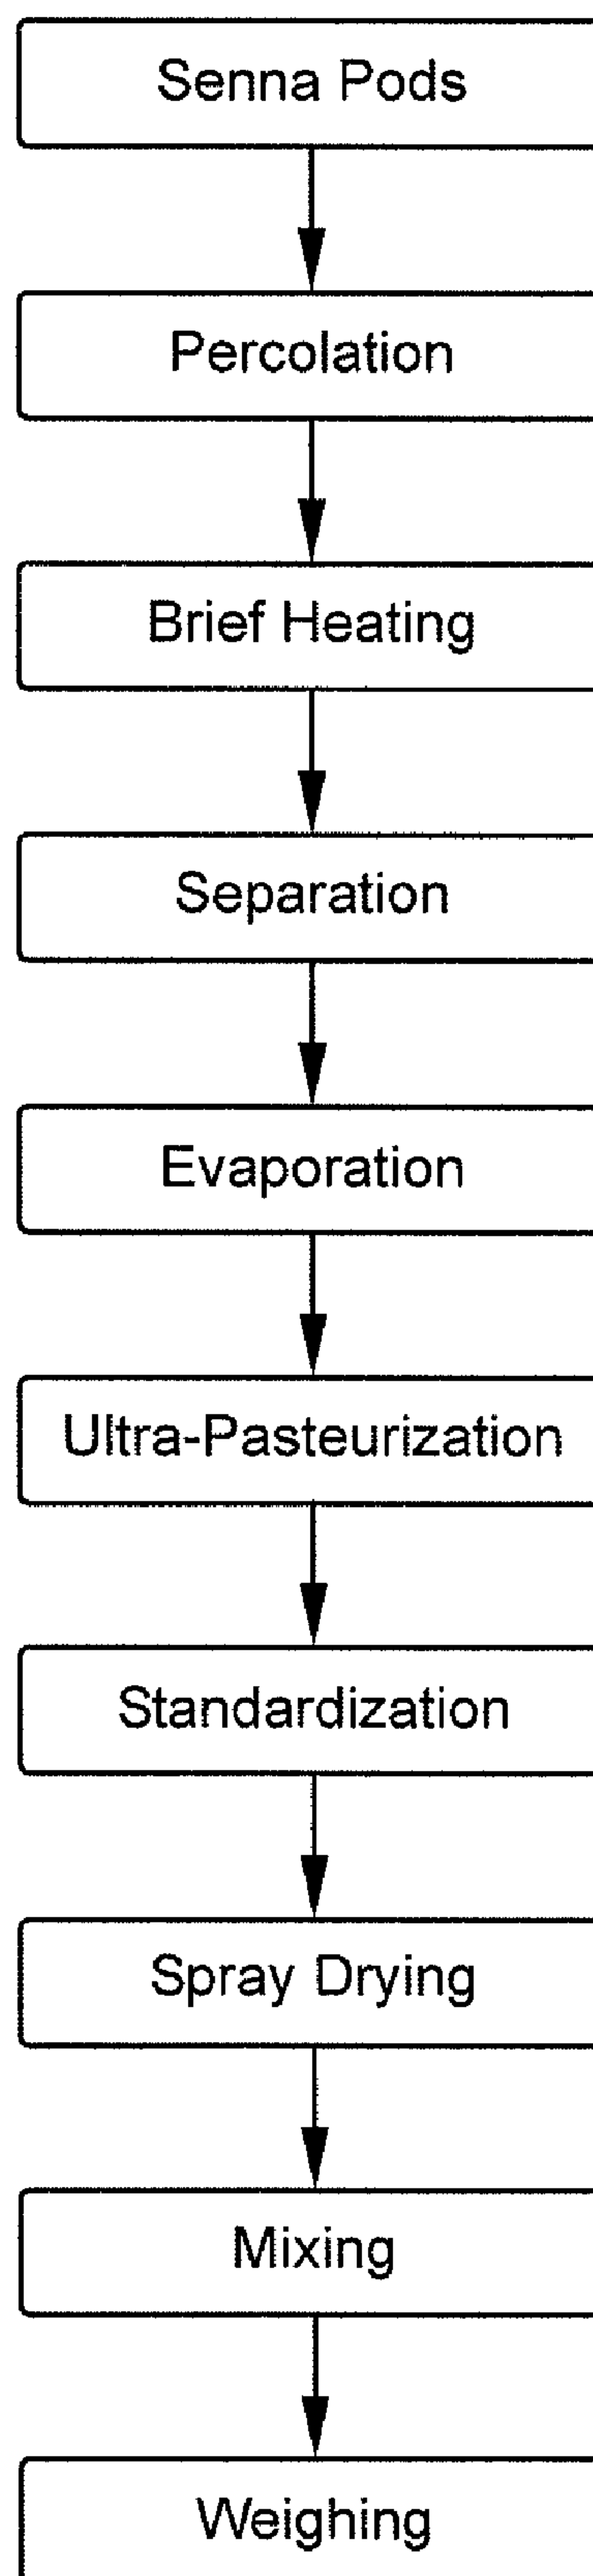 Senna Pods
Percolation
Brief Heating
Separation
Evaporation
Ultra-Pasteurization
Standardization
Spray Drying
Mixing
Weighing